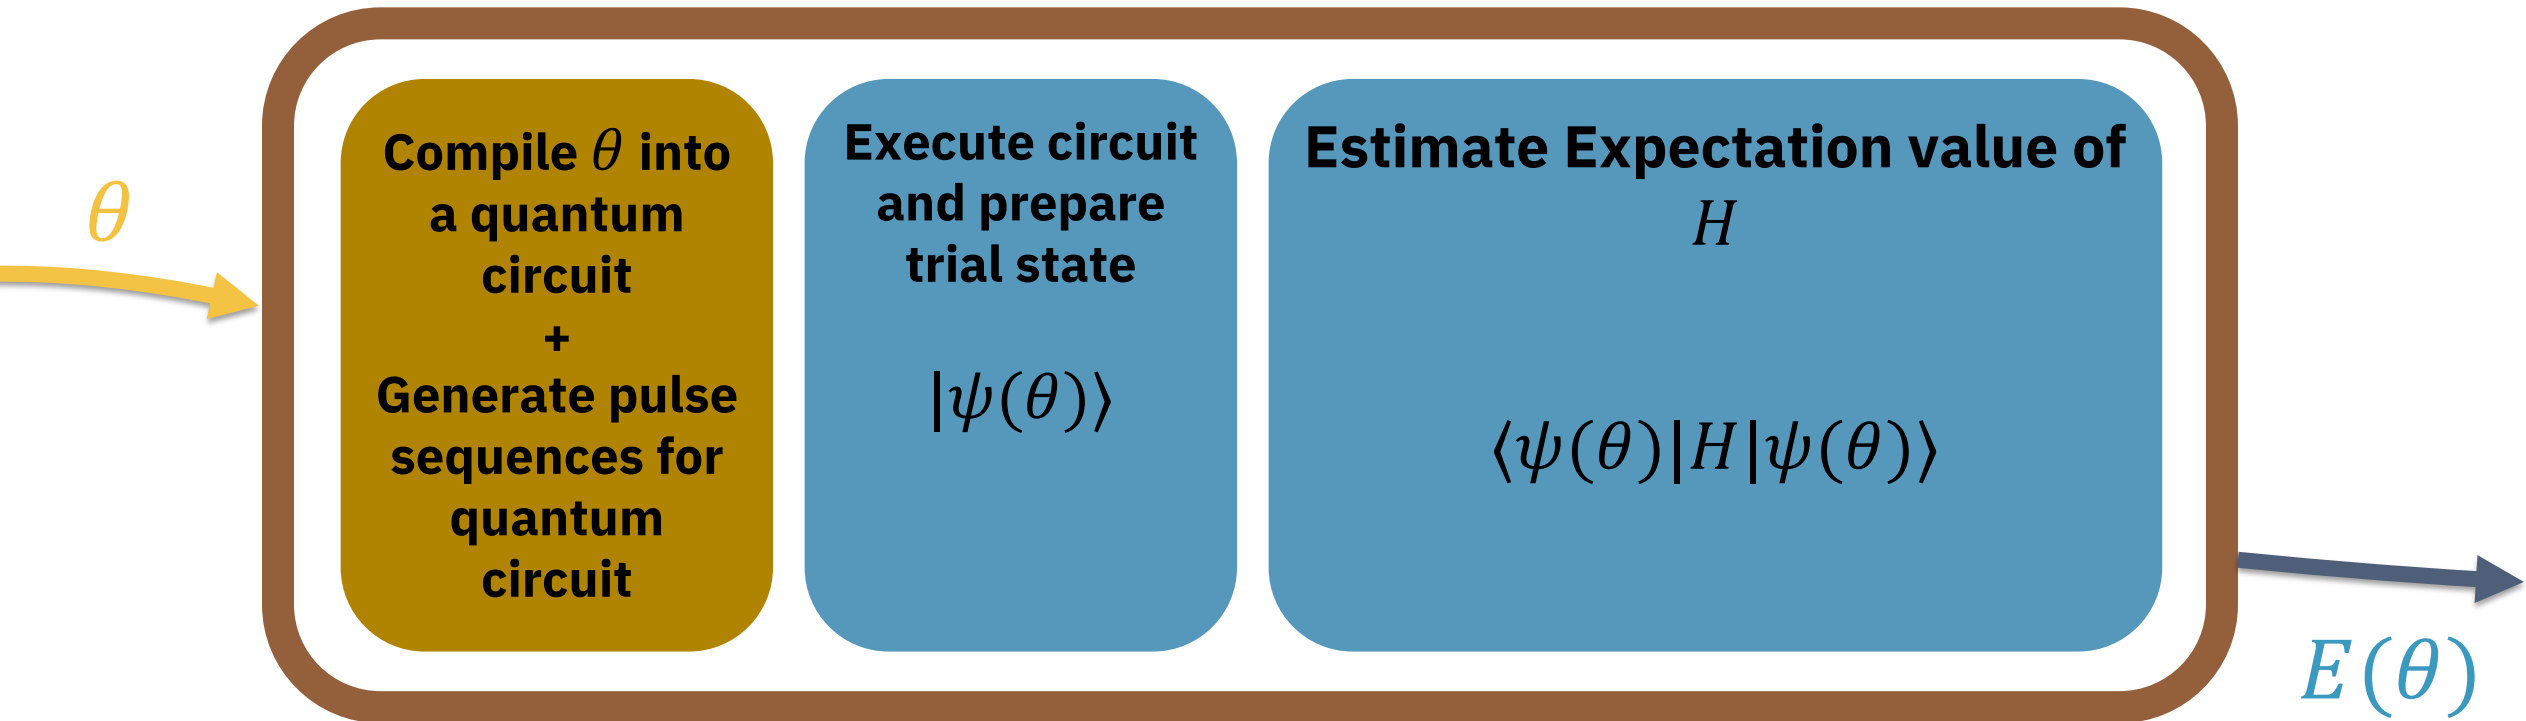 θ
Compile θ into
a quantum
circuit
+
Generate pulse
sequences for
quantum
circuit
Execute circuit
and prepare
trial state
|ψ(θ)⟩
Estimate Expectation value of
H
⟨ψ(θ)|H|ψ(θ)⟩
E(θ)